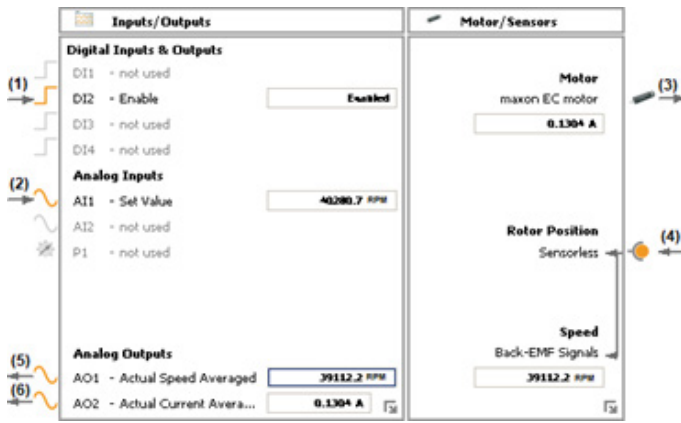 Inputs/Outputs
Motor/Sensors
Digital Inputs & Outputs
DI1 - not used
(1)
DI2 - Enable
Enabled
DI3 - not used
DI4 - not used
Motor
maxon EC motor
(3)
0.1304 A
Analog Inputs
(2)
AI1 - Set Value
40280.7 RPM
AI2 - not used
P1 - not used
Rotor Position
Sensorless
(4)
Speed
Back-EMF Signals
39112.2 RPM
Analog Outputs
(5)
AO1 - Actual Speed Averaged
39112.2 RPM
(6)
AO2 - Actual Current Avera...
0.1304 A